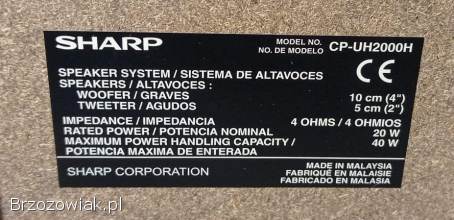 SHARP
MODEL NO.
NO. DE MODELO CP-UH2000H
SPEAKER SYSTEM / SISTEMA DE ALTAVOCES
SPEAKERS / ALTAVOCES :
WOOFER / GRAVES 10 cm (4")
TWEETER / AGUDOS 5 cm (2")
CE
IMPEDANCE / IMPEDANCIA 4 OHMS / 4 OHMIOS
RATED POWER / POTENCIA NOMINAL 20 W
MAXIMUM POWER HANDLING CAPACITY / 40 W
POTENCIA MAXIMA DE ENTERADA
SHARP CORPORATION
MADE IN MALAYSIA
FABRIQUÉ EN MALAISIE
FABRICADO EN MALASIA
Brzozowiak.pl